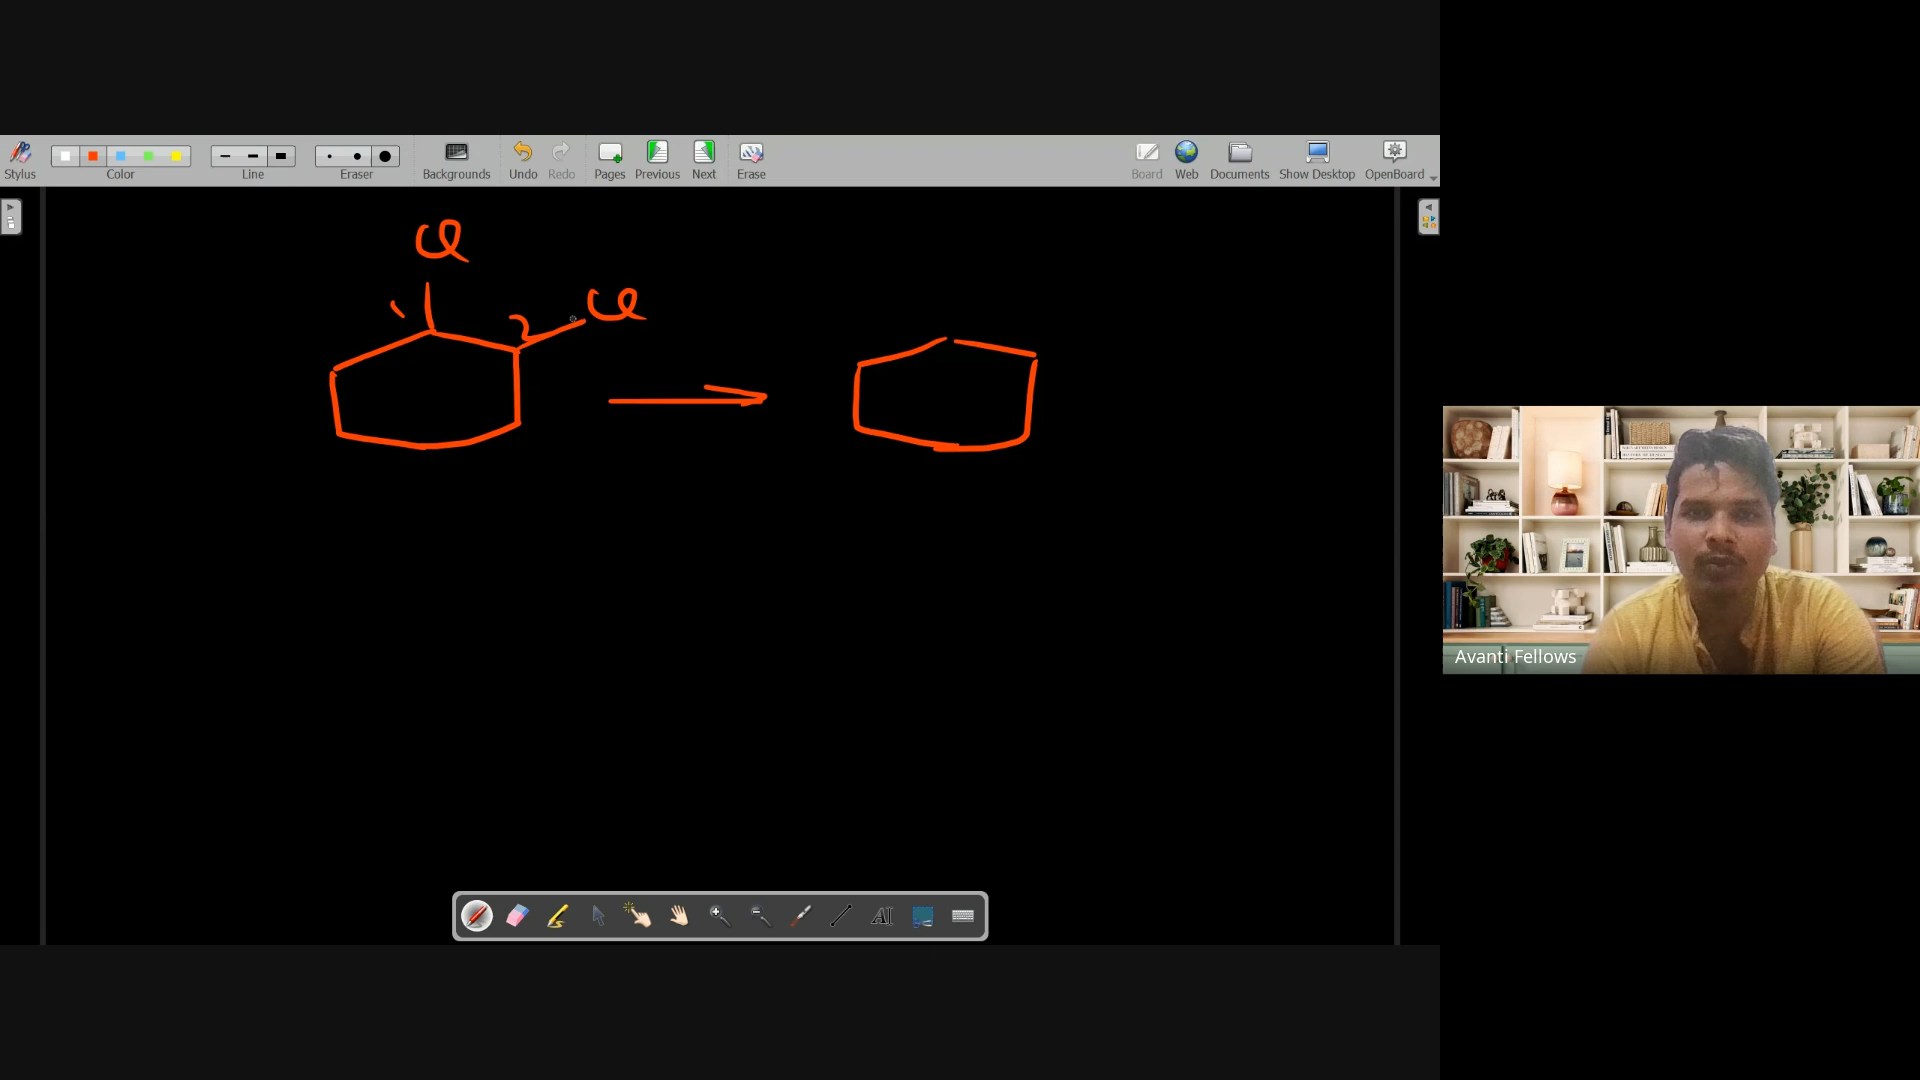 Stylus
Color
Line
Eraser
Backgrounds
Undo
Redo
Pages
Previous
Next
Erase
Board
Web
Documents
Show Desktop
OpenBoard
Cl
1
2
Cl
Avanti Fellows